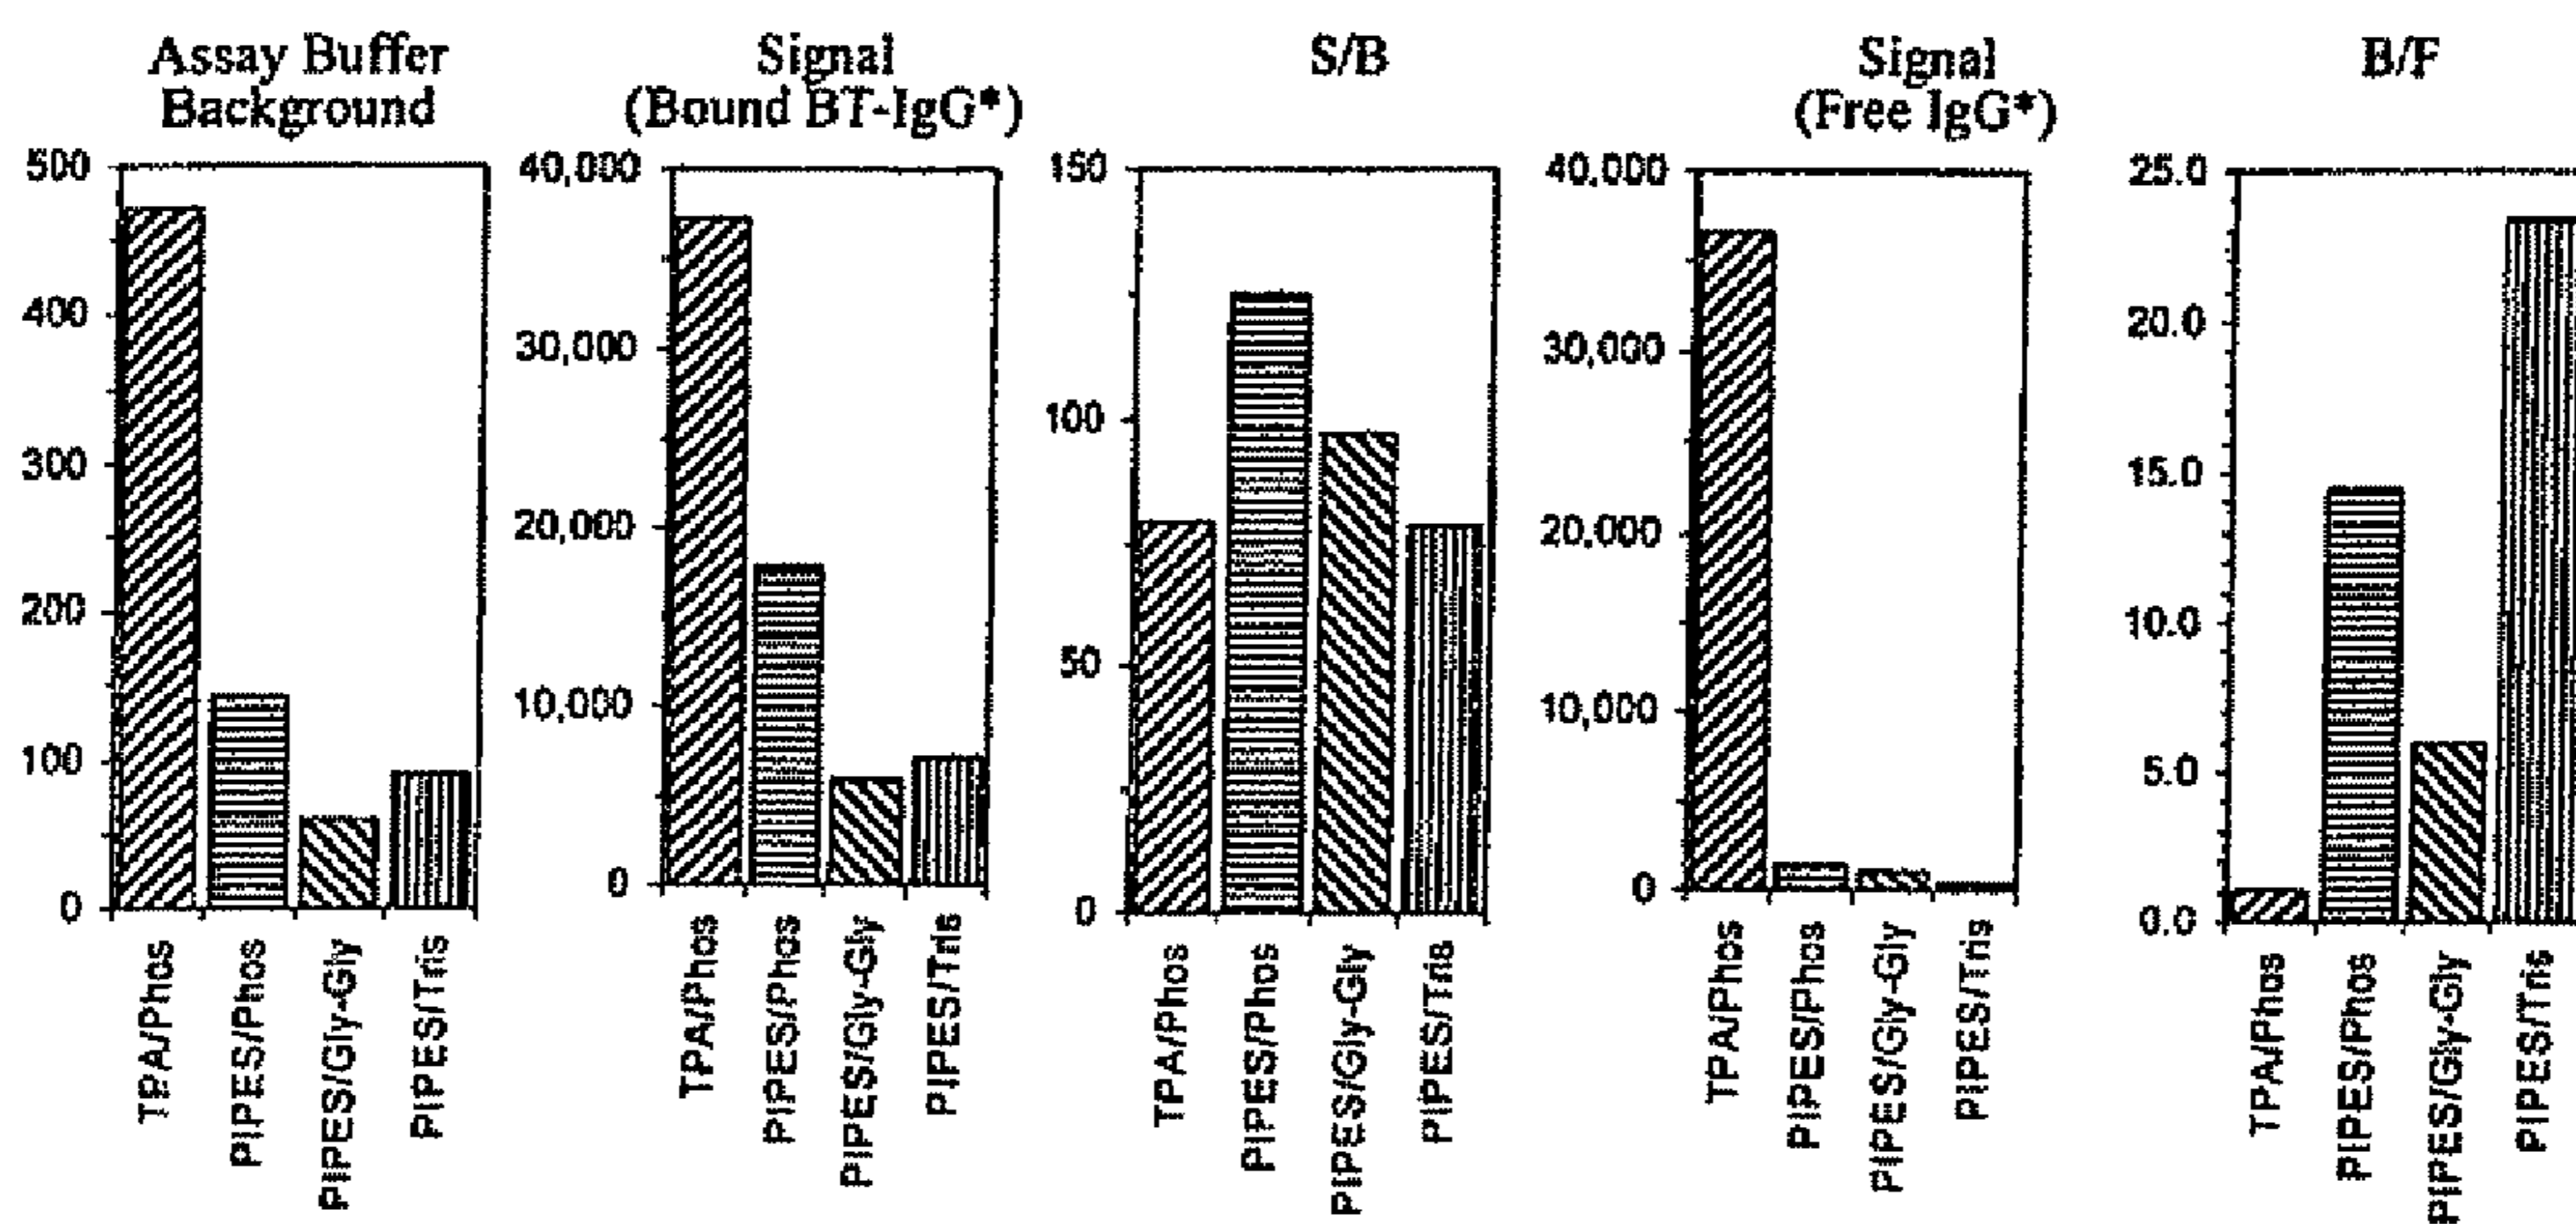 Assay Buffer
Background
500
400
300
200
100
0
TPA/Phos
PIPES/Phos
PIPES/Gly-Gly
PIPES/Tris
Signal
(Bound BT-IgG*)
40,000
30,000
20,000
10,000
0
TPA/Phos
PIPES/Phos
PIPES/Gly-Gly
PIPES/Tris
S/B
150
100
50
0
TPA/Phos
PIPES/Phos
PIPES/Gly-Gly
PIPES/Tris
Signal
(Free IgG*)
40,000
30,000
20,000
10,000
0
TPA/Phos
PIPES/Phos
PIPES/Gly-Gly
PIPES/Tris
B/F
25.0
20.0
15.0
10.0
5.0
0.0
TPA/Phos
PIPES/Phos
PIPES/Gly-Gly
PIPES/Tris